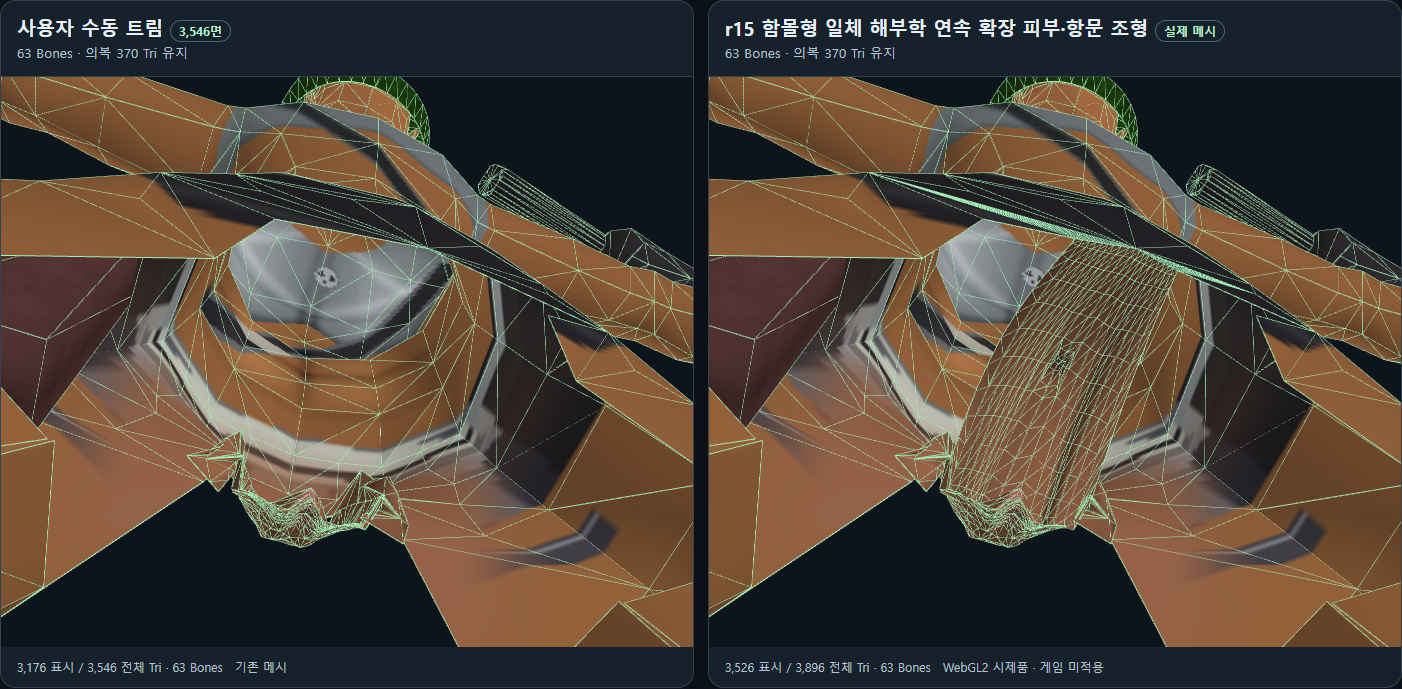 사용자 수동 트림 3,546면
63 Bones · 의복 370 Tri 유지
3,176 표시 / 3,546 전체 Tri · 63 Bones 기존 메시
r15 함몰형 일체 해부학 연속 확장 피부·항문 조형 실제 메시
63 Bones · 의복 370 Tri 유지
3,526 표시 / 3,896 전체 Tri · 63 Bones WebGL2 시제품 · 게임 미적용